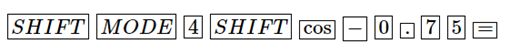 SHIFT MODE 4 SHIFT cos − 0 . 7 5 =